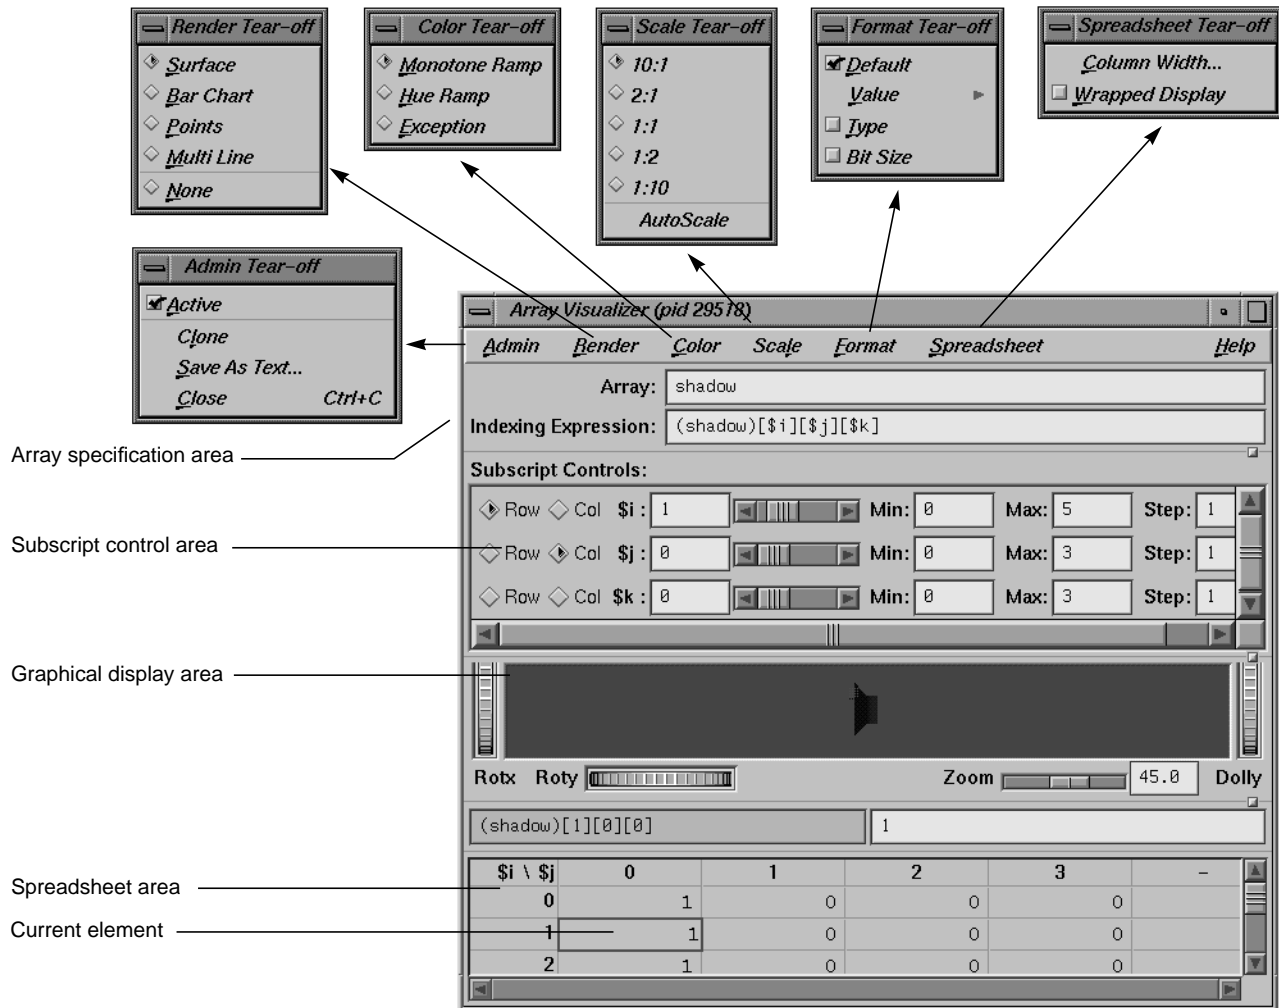 Render Tear-off
Surface
Bar Chart
Points
Multi Line
None
Color Tear-off
Monotone Ramp
Hue Ramp
Exception
Scale Tear-off
10:1
2:1
1:1
1:2
1:10
AutoScale
Format Tear-off
Default
Value
Type
Bit Size
Spreadsheet Tear-off
Column Width...
Wrapped Display
Admin Tear-off
Active
Clone
Save As Text...
Close Ctrl+C
Array Visualizer (pid 29518)
Admin Render Color Scale Format Spreadsheet Help
Array: shadow
Indexing Expression: (shadow)[$i][$j][$k]
Array specification area
Subscript Controls:
Row Col $i : 1 Min: 0 Max: 5 Step: 1
Subscript control area
Row Col $j : 0 Min: 0 Max: 3 Step: 1
Row Col $k : 0 Min: 0 Max: 3 Step: 1
Graphical display area
Rotx Roty Zoom 45.0 Dolly
(shadow)[1][0][0] 1
$i \ $j 0 1 2 3 –
Spreadsheet area
0 1 0 0 0
Current element
1 1 0 0 0
2 1 0 0 0